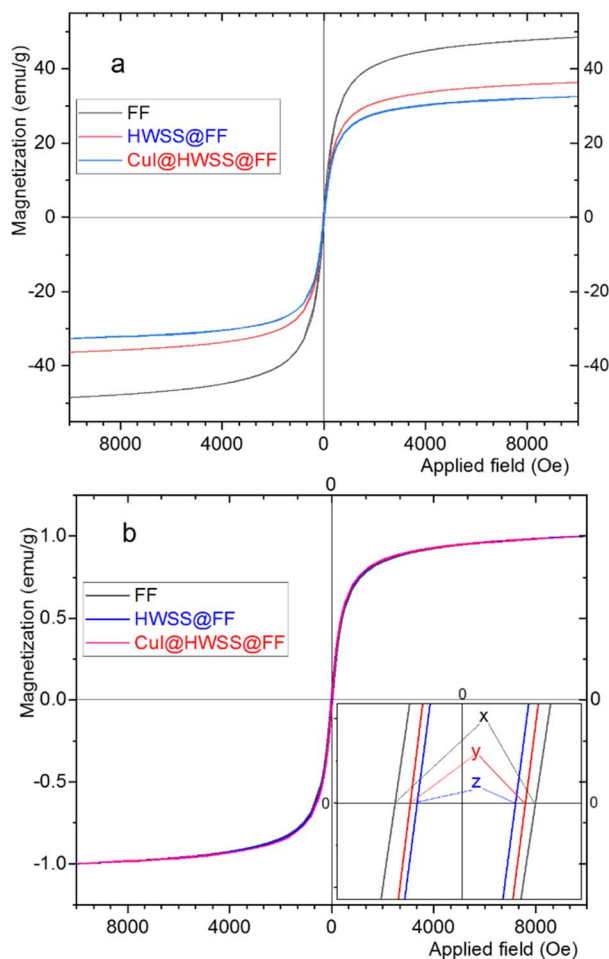 a
Magnetization (emu/g)
40
20
0
-20
-40
40
20
0
-20
-40
FF
HWSS@FF
CuI@HWSS@FF
8000
4000
0
4000
8000
Applied field (Oe)
0
b
Magnetization (emu/g)
1.0
0.5
0.0
-0.5
-1.0
FF
HWSS@FF
CuI@HWSS@FF
0
0
x
y
z
0
8000
4000
0
4000
8000
Applied field (Oe)